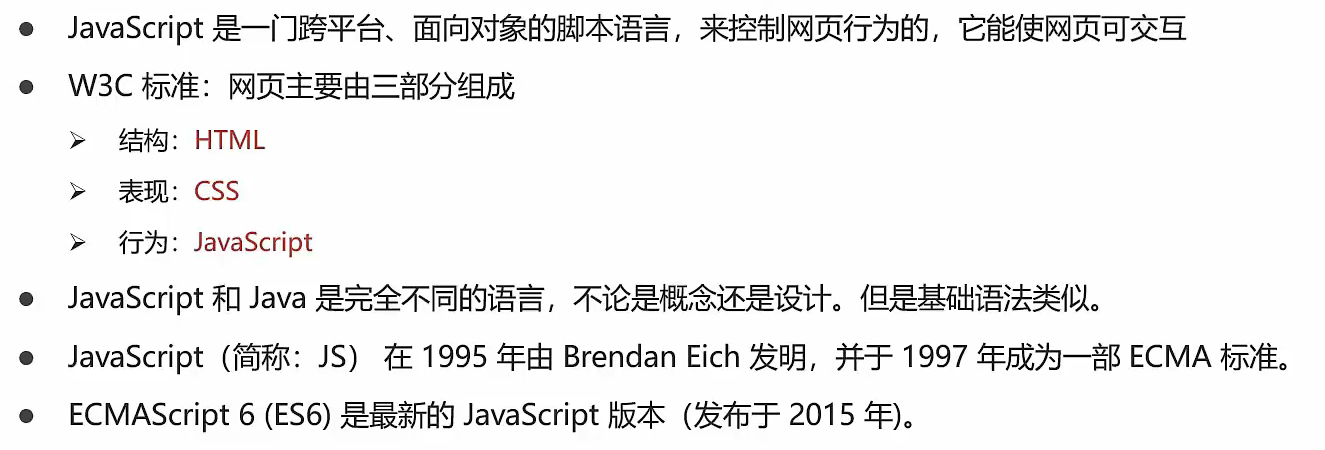 ● JavaScript 是一门跨平台、面向对象的脚本语言，来控制网页行为的，它能使网页可交互
● W3C 标准：网页主要由三部分组成
➢ 结构：HTML
➢ 表现：CSS
➢ 行为：JavaScript
● JavaScript 和 Java 是完全不同的语言，不论是概念还是设计。但是基础语法类似。
● JavaScript（简称：JS） 在 1995 年由 Brendan Eich 发明，并于 1997 年成为一部 ECMA 标准。
● ECMAScript 6 (ES6) 是最新的 JavaScript 版本（发布于 2015 年)。